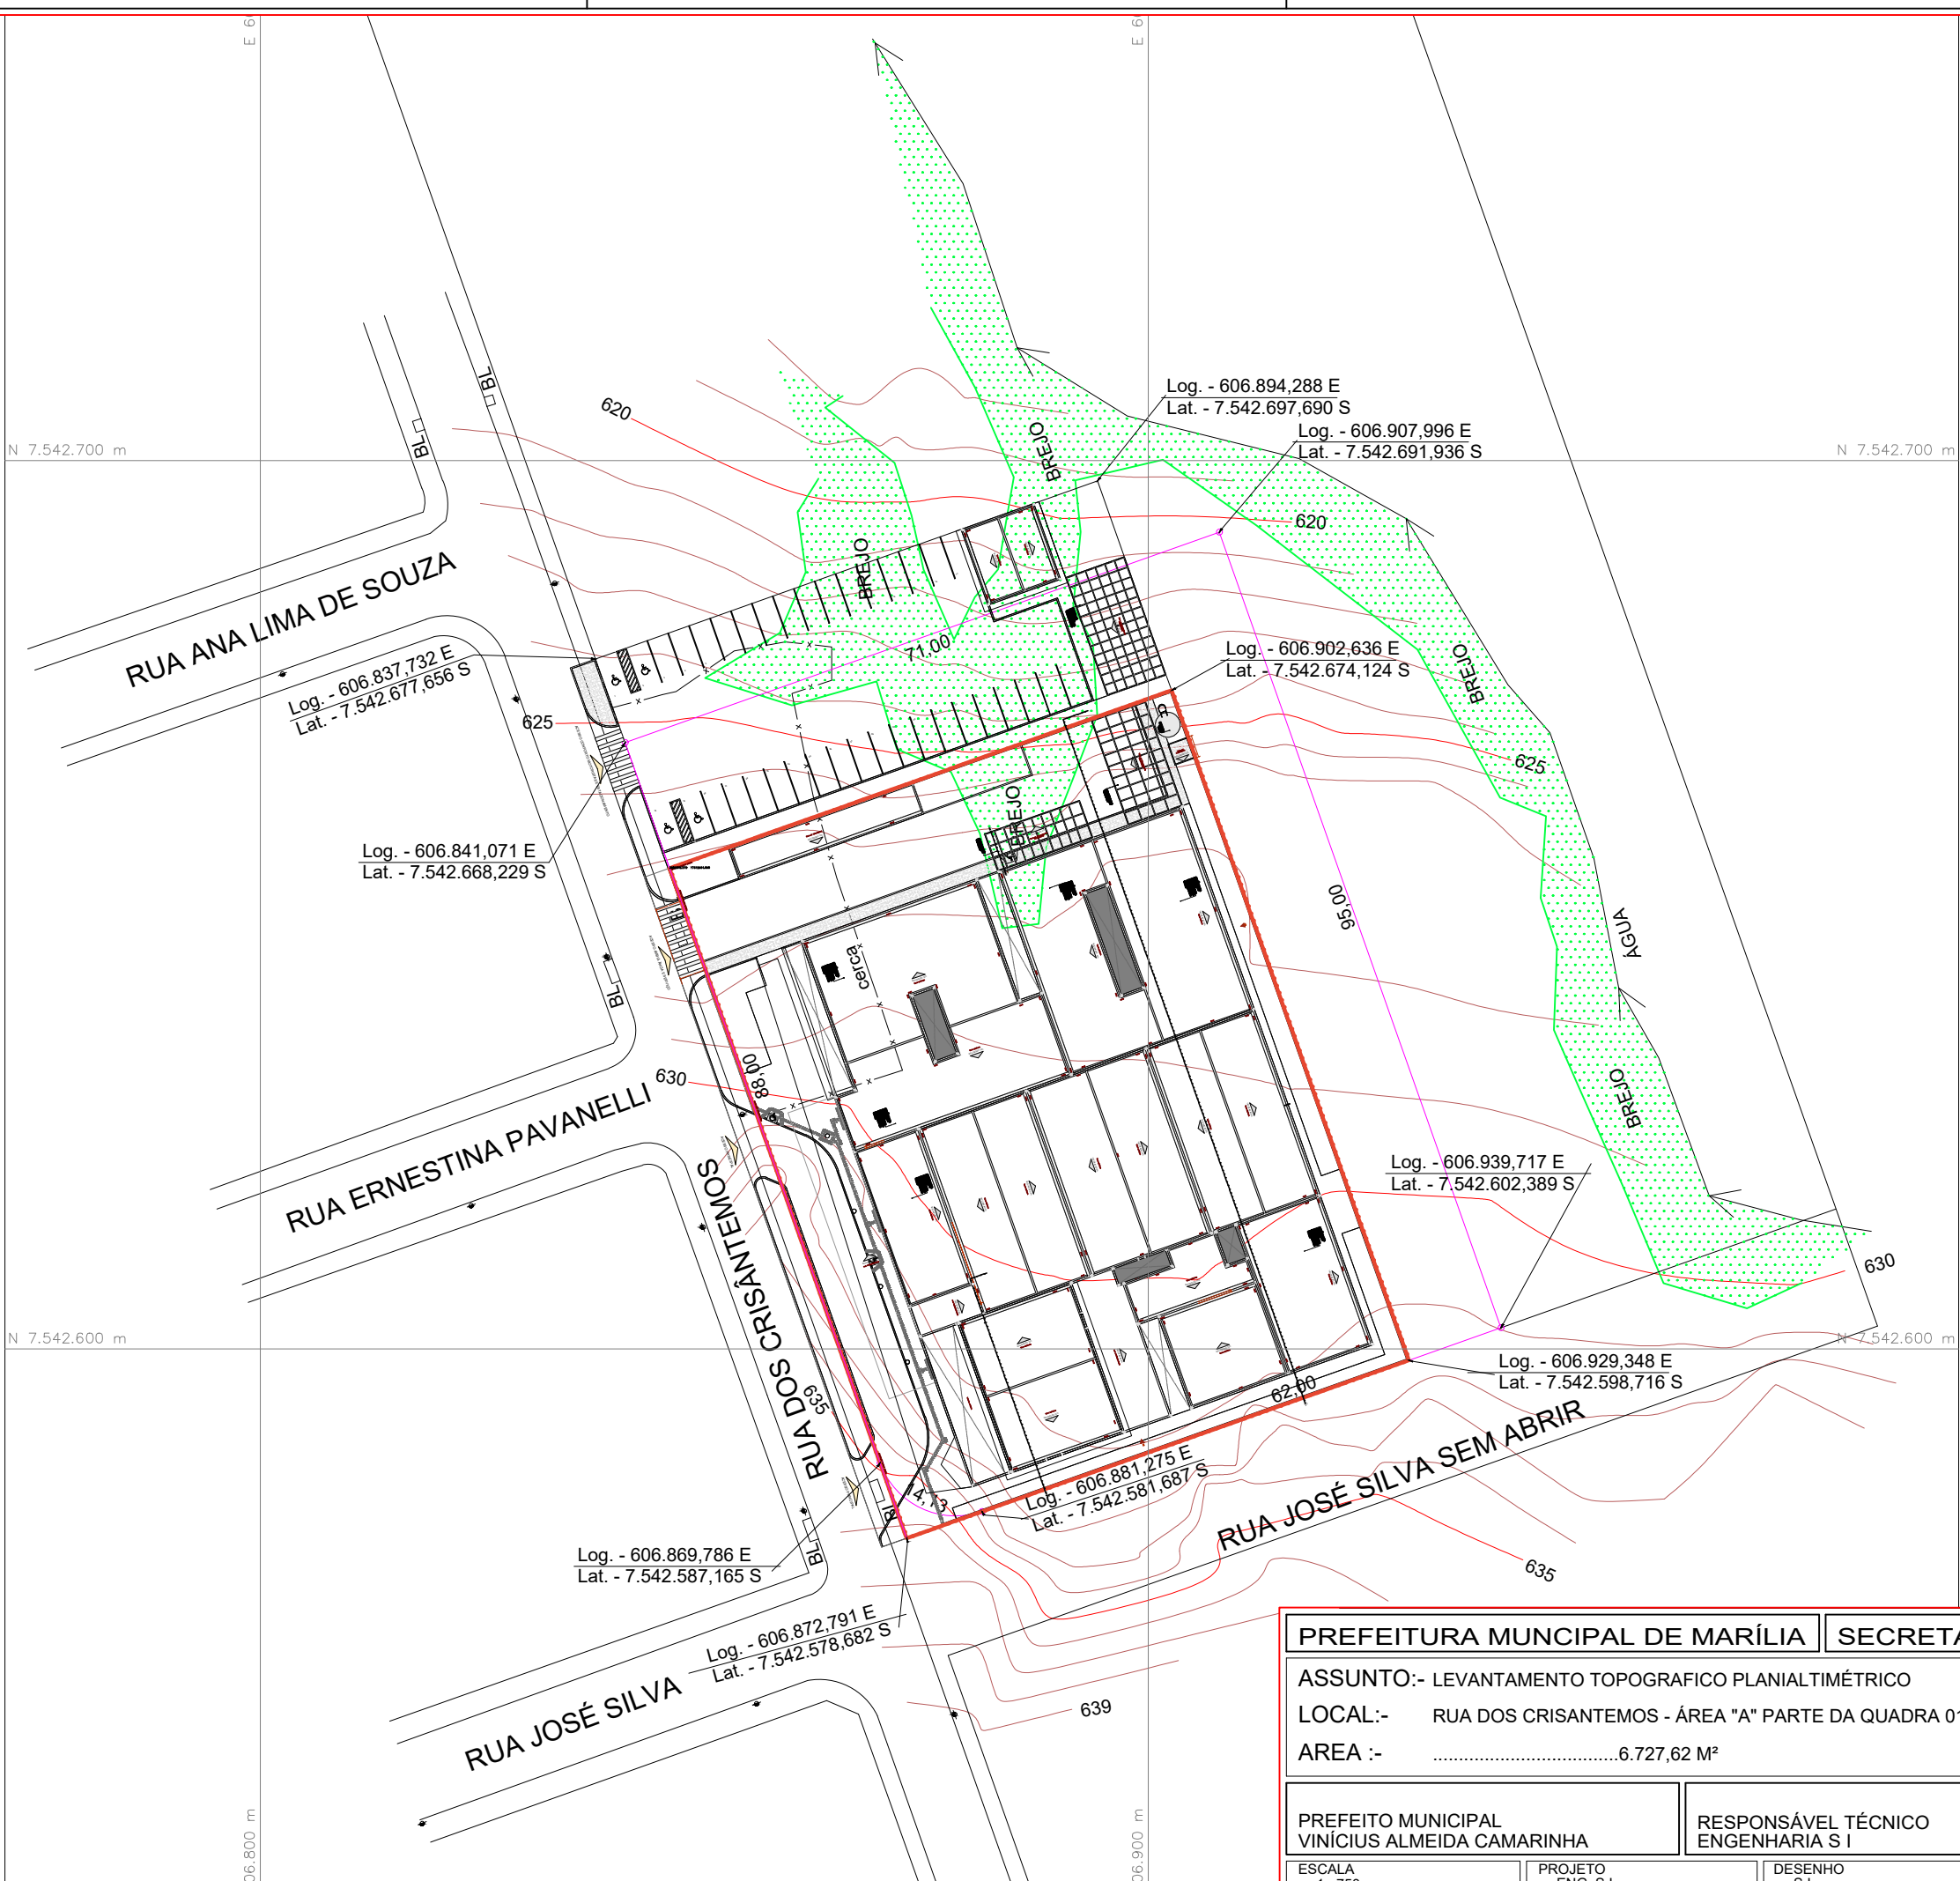 E 6
E 6
N 7.542.700 m
N 7.542.700 m
BL
BL
620
BREJO
Log. - 606.894,288 E
Lat. - 7.542.697,690 S
Log. - 606.907,996 E
Lat. - 7.542.691,936 S
620
BREJO
RUA ANA LIMA DE SOUZA
Log. - 606.837,732 E
Lat. - 7.542.677,656 S
71,00
Log. - 606.902,636 E
Lat. - 7.542.674,124 S
BREJO
625
625
BREJO
Log. - 606.841,071 E
Lat. - 7.542.668,229 S
95,00
ÁGUA
cerca
BL
88,00
630
BREJO
RUA ERNESTINA PAVANELLI
RUA DOS CRISÂNTEMOS
Log. - 606.939,717 E
Lat. - 7.542.602,389 S
630
N 7.542.600 m
N 7.542.600 m
Log. - 606.929,348 E
Lat. - 7.542.598,716 S
62,00
635
RUA JOSÉ SILVA SEM ABRIR
Log. - 606.881,275 E
Lat. - 7.542.581,687 S
14,13
BL
BL
635
Log. - 606.869,786 E
Lat. - 7.542.587,165 S
Log. - 606.872,791 E
Lat. - 7.542.578,682 S
RUA JOSÉ SILVA
639
06.800 m
06.900 m
PREFEITURA MUNCIPAL DE MARÍLIA
SECRETA
ASSUNTO:- LEVANTAMENTO TOPOGRAFICO PLANIALTIMÉTRICO
LOCAL:- RUA DOS CRISANTEMOS - ÁREA "A" PARTE DA QUADRA 01
AREA :- ....................................6.727,62 M²
PREFEITO MUNICIPAL
VINÍCIUS ALMEIDA CAMARINHA
RESPONSÁVEL TÉCNICO
ENGENHARIA S I
ESCALA
PROJETO
DESENHO